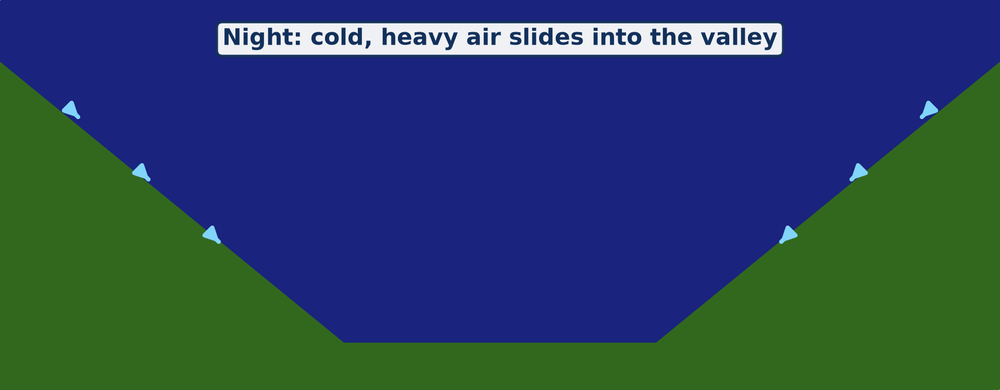 Night: cold, heavy air slides into the valley